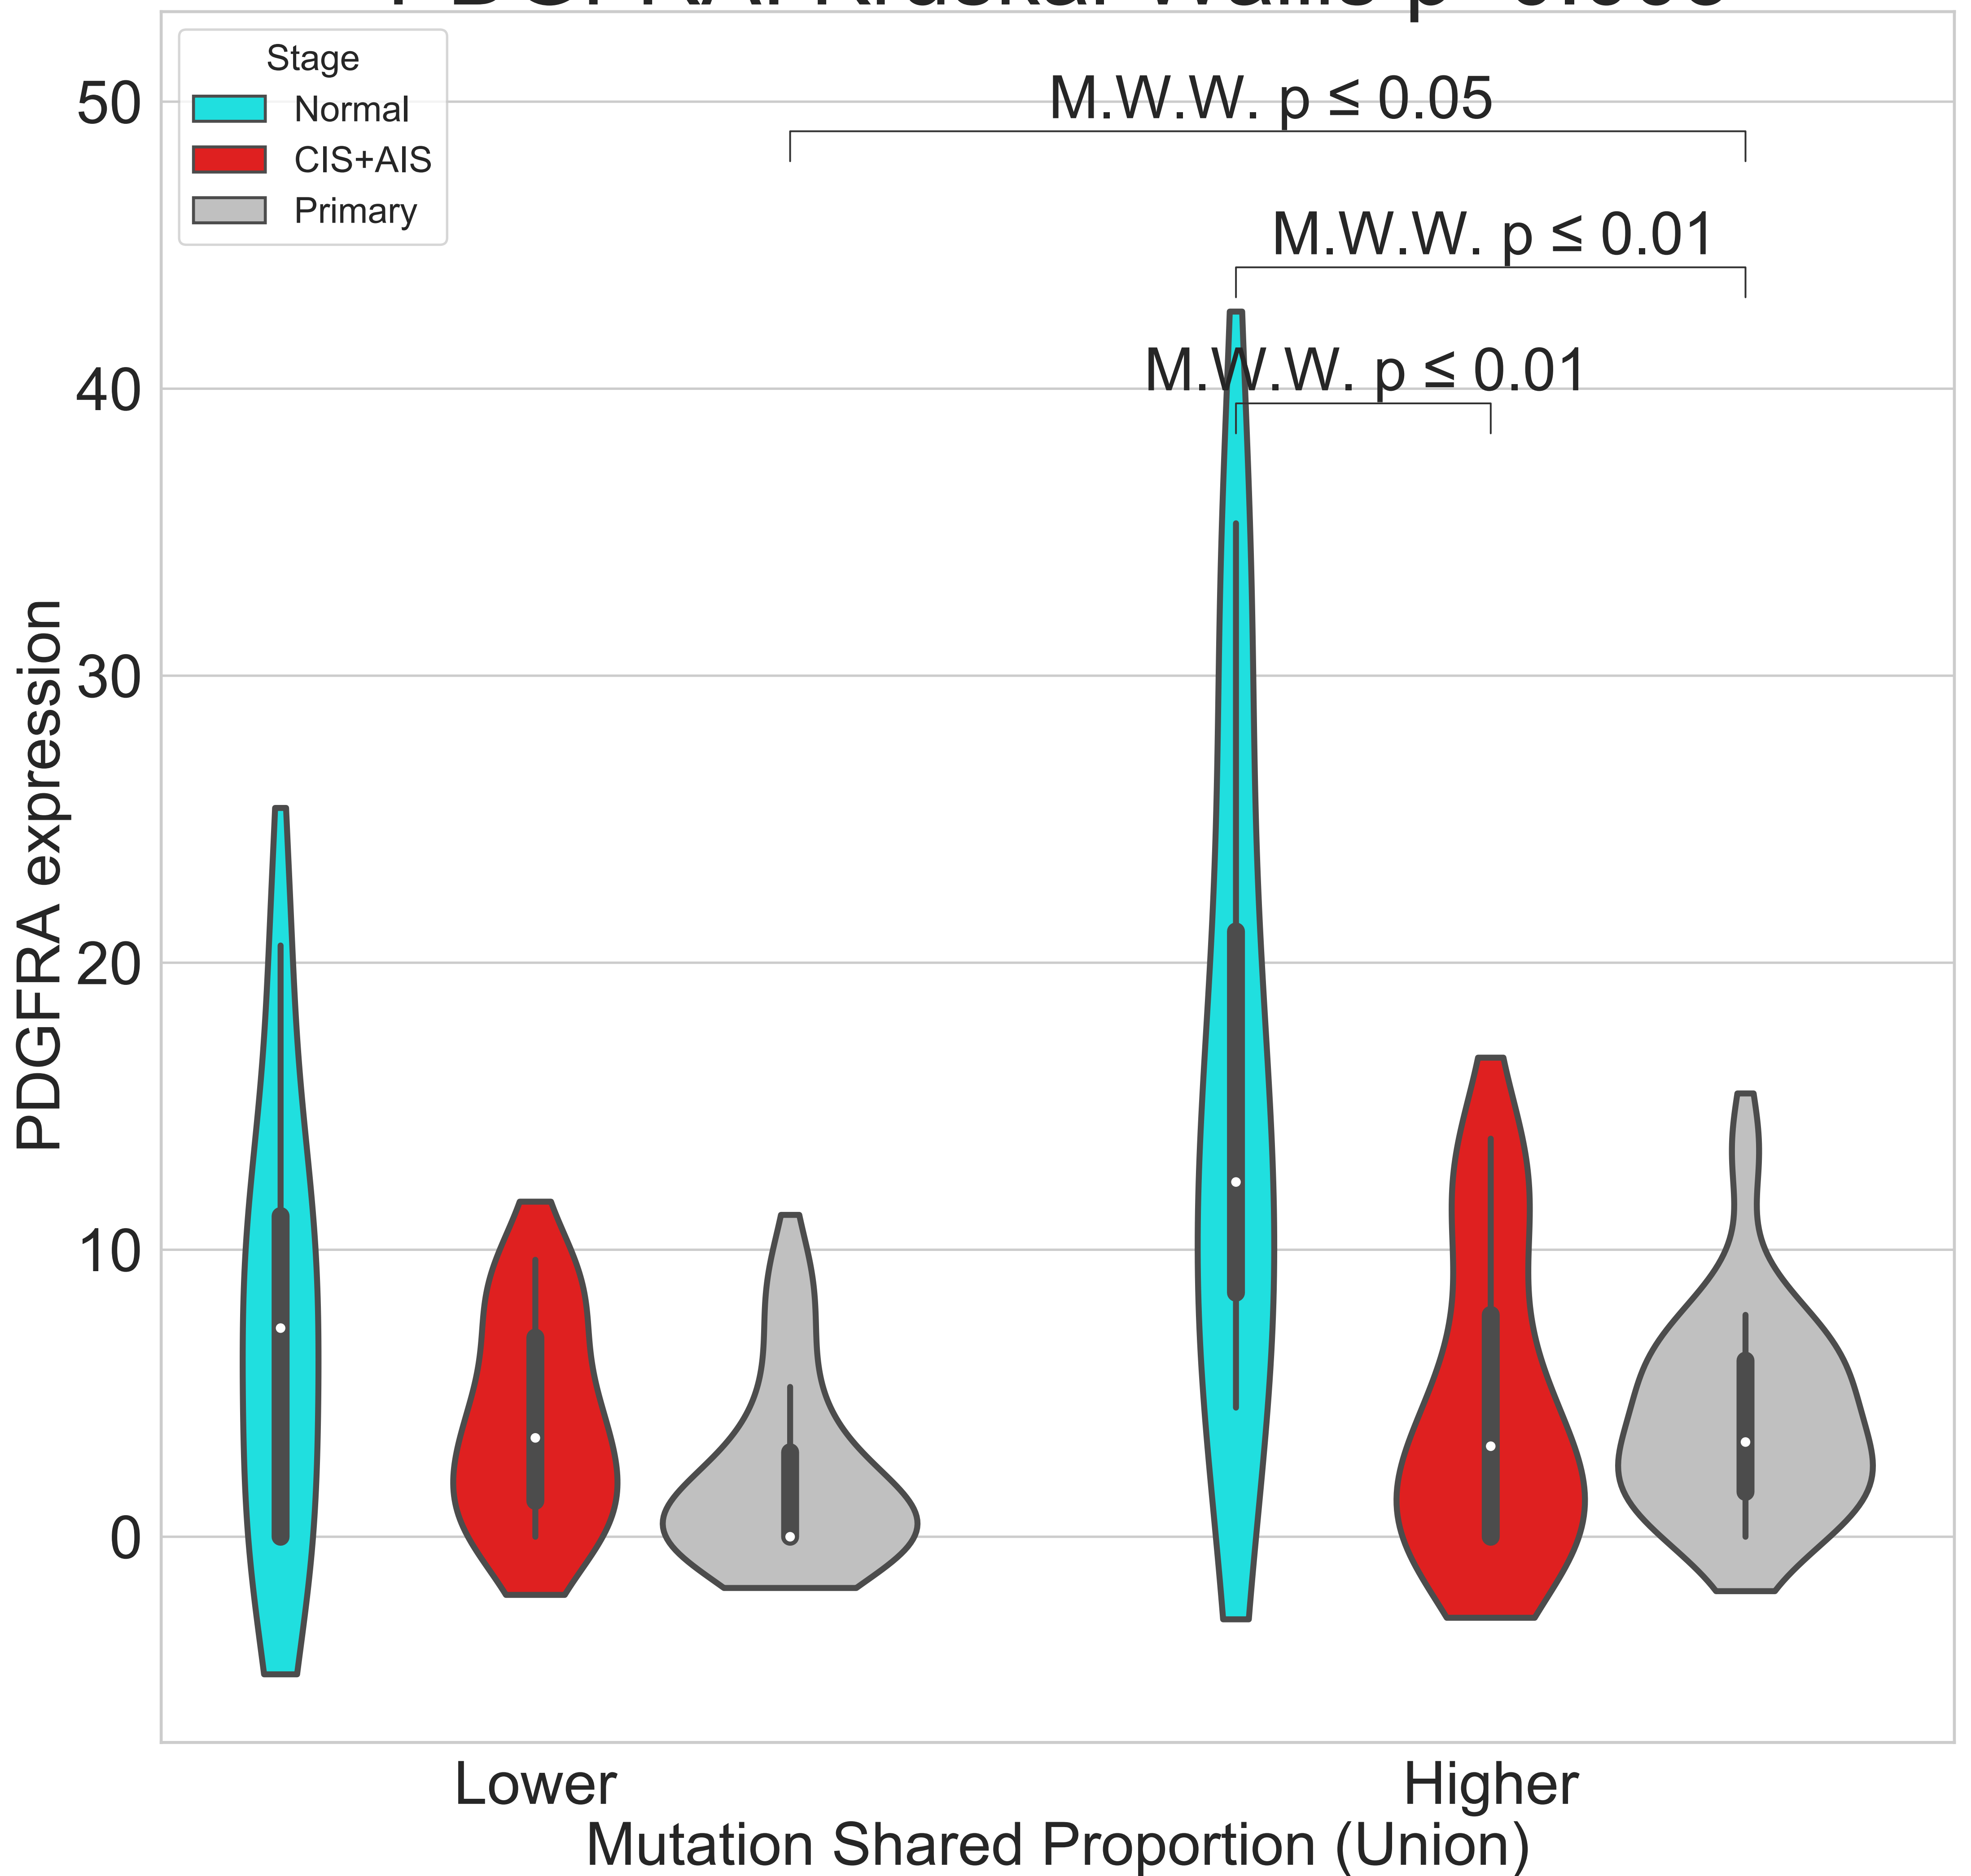 Stage
Normal
CIS+AIS
Primary
M.W.W. p ≤ 0.05
M.W.W. p ≤ 0.01
M.W.W. p ≤ 0.01
50
40
30
20
10
0
PDGFRA expression
Lower
Higher
Mutation Shared Proportion (Union)